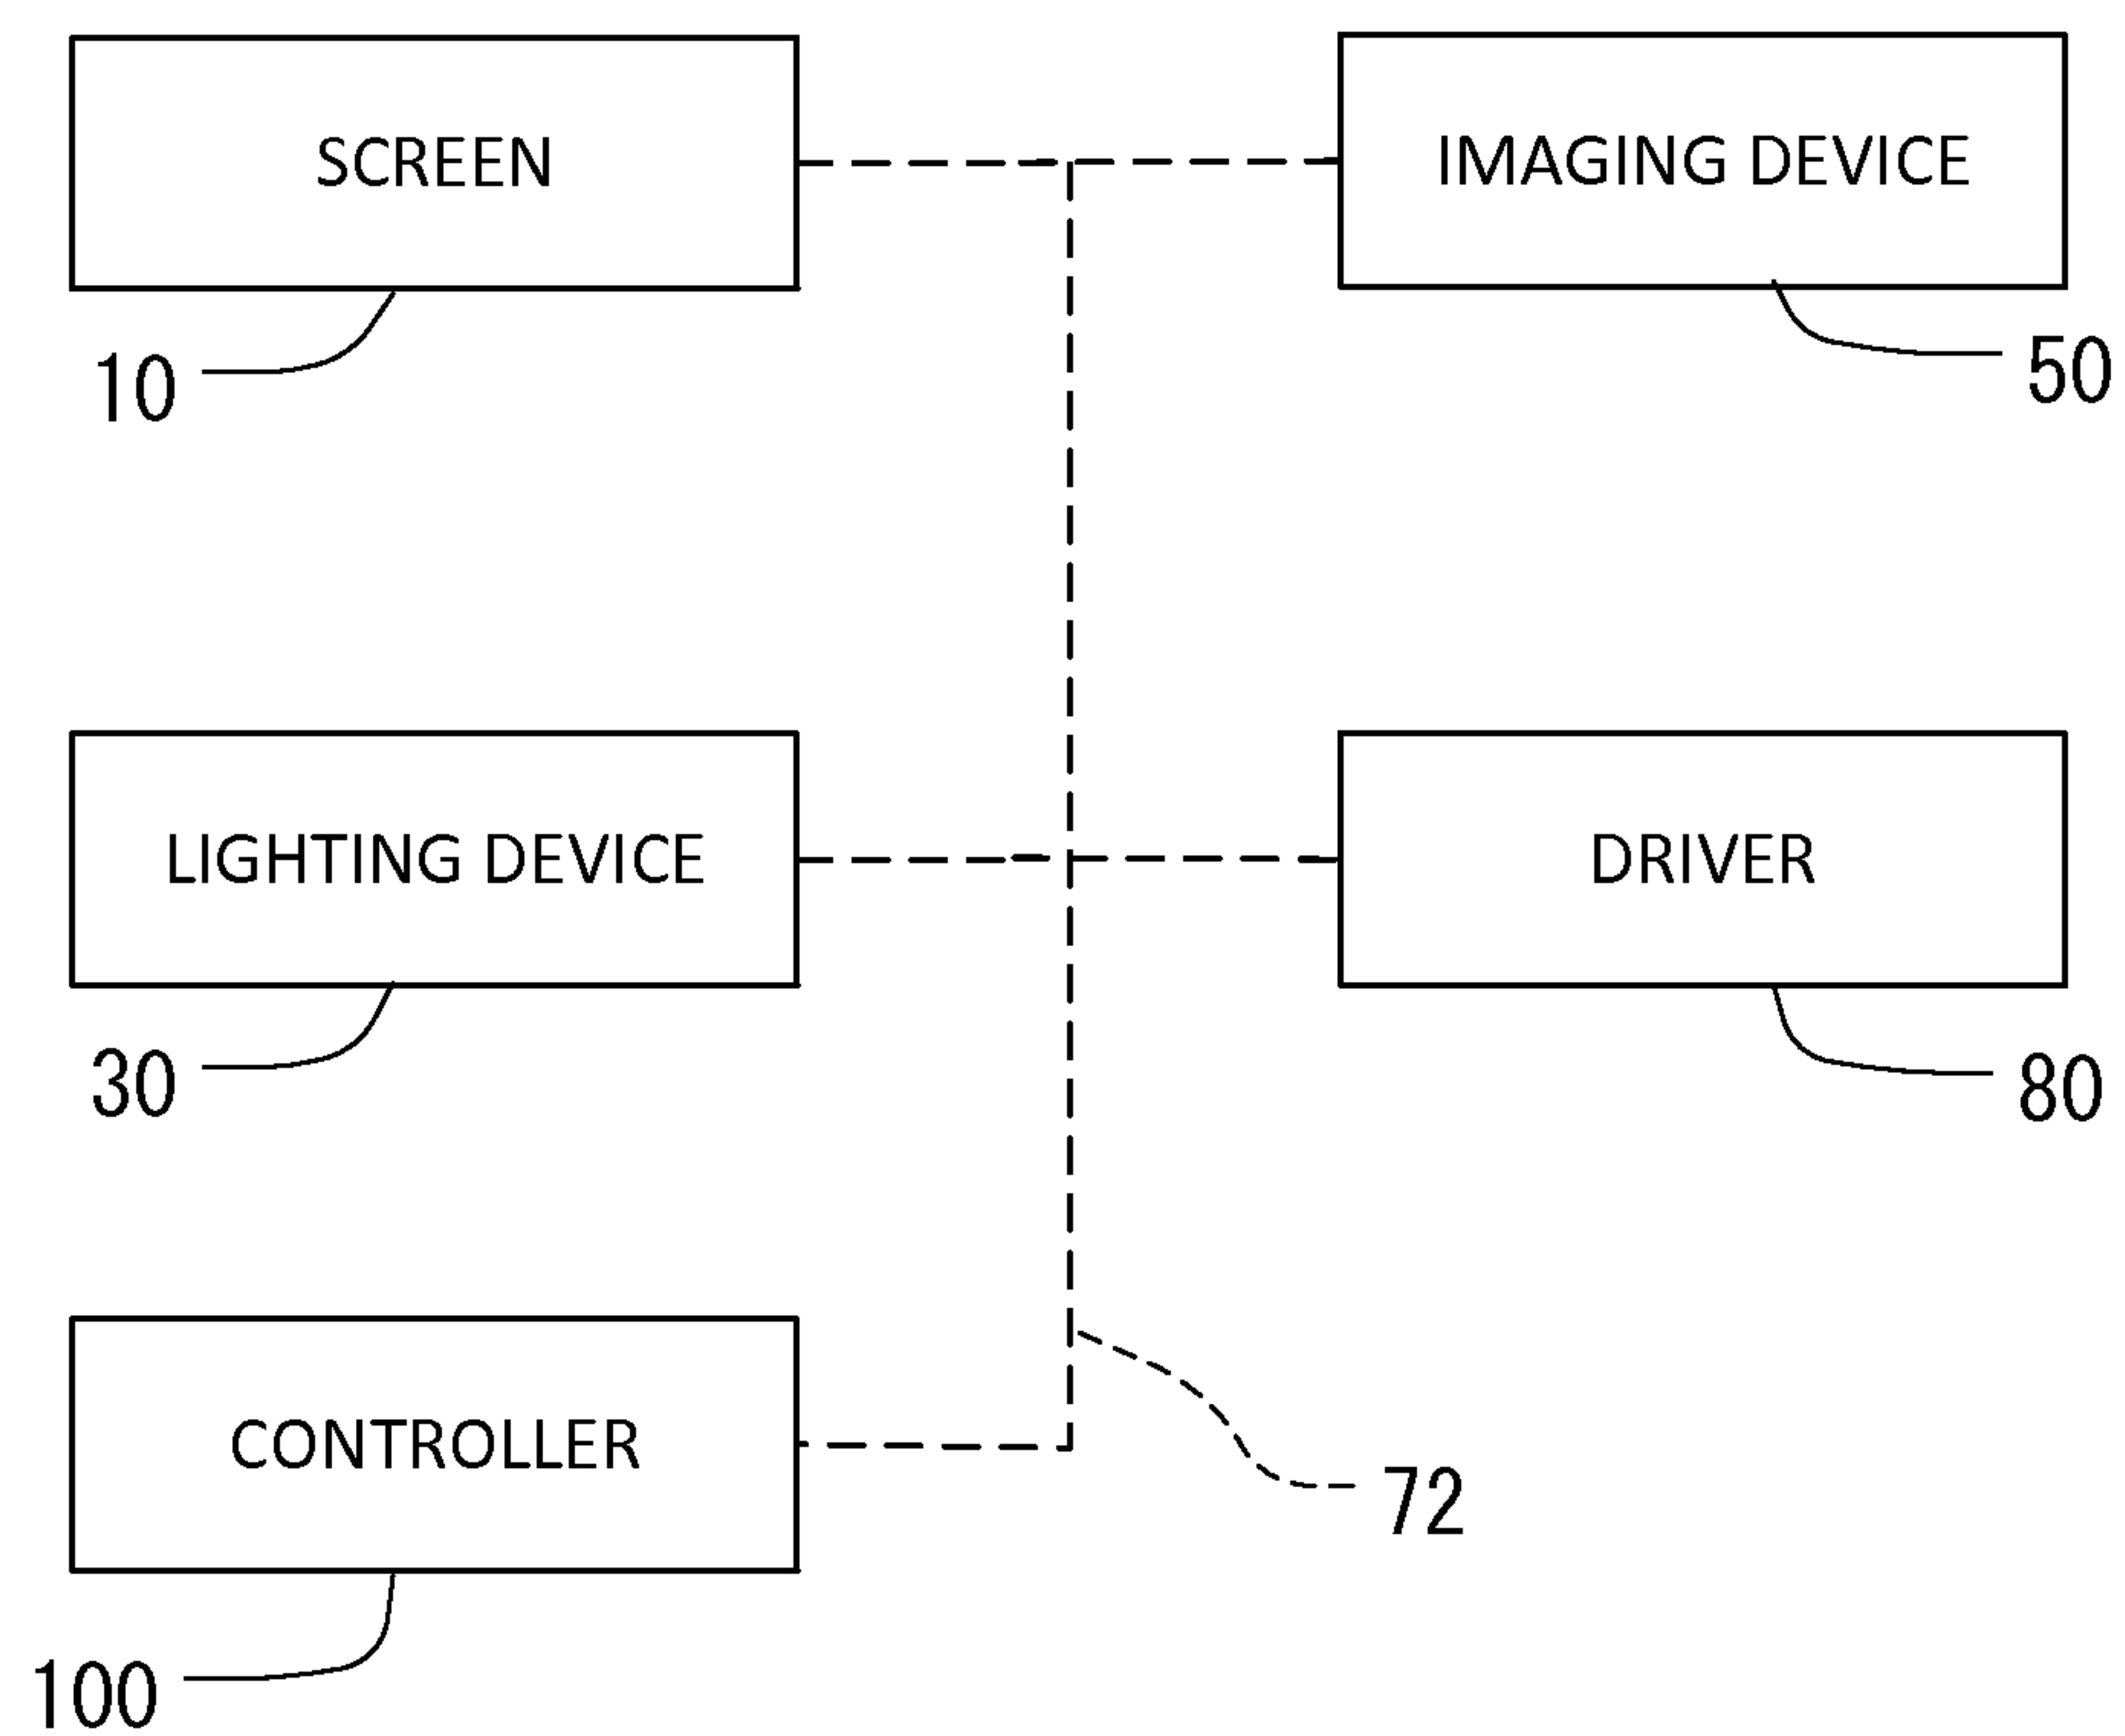 SCREEN
IMAGING DEVICE
10
50
LIGHTING DEVICE
DRIVER
30
80
CONTROLLER
72
100